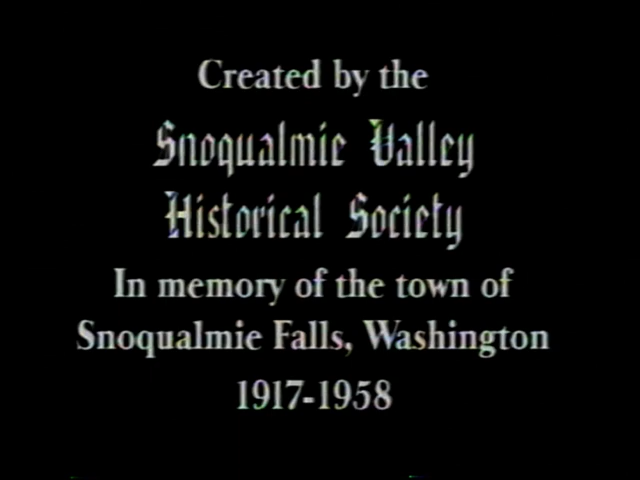 Created by the
Snoqualmie Valley
Historical Society
In memory of the town of
Snoqualmie Falls, Washington
1917-1958